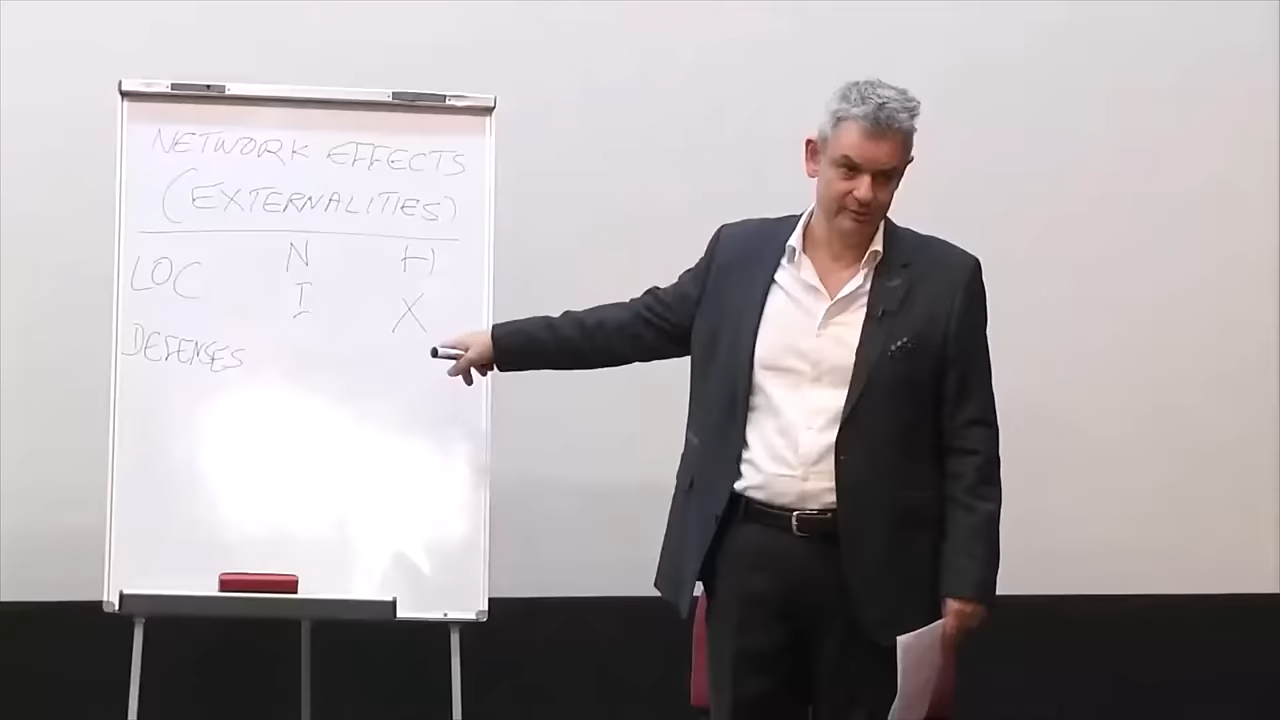 NETWORK EFFECTS
(EXTERNALITIES)
LOC N H
I X
DEFENSES